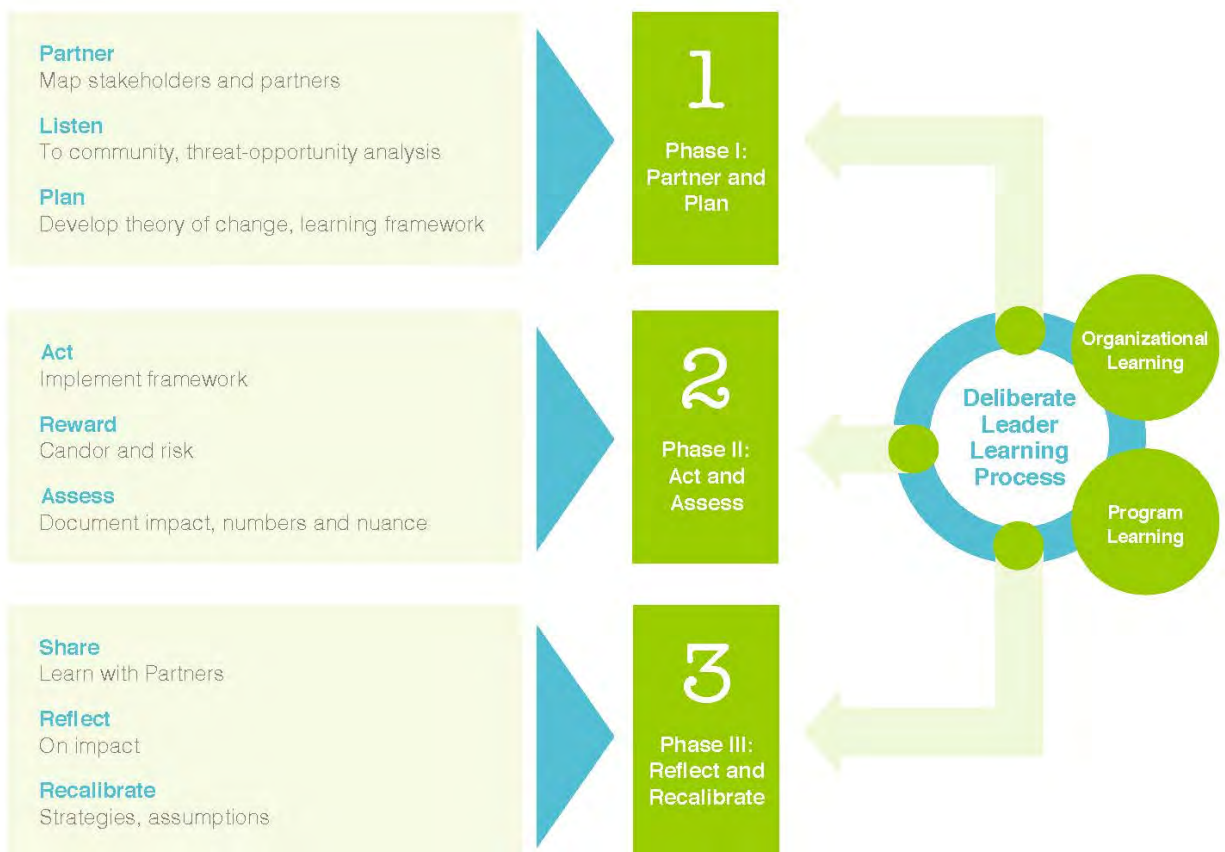 Partner
Map stakeholders and partners
Listen
To community, threat-opportunity analysis
Plan
Develop theory of change, learning framework
1
Phase I:
Partner and
Plan
Act
Implement framework
Reward
Candor and risk
Assess
Document impact, numbers and nuance
2
Phase II:
Act and
Assess
Share
Learn with Partners
Reflect
On impact
Recalibrate
Strategies, assumptions
3
Phase III:
Reflect and
Recalibrate
Deliberate
Leader
Learning
Process
Organizational
Learning
Program
Learning